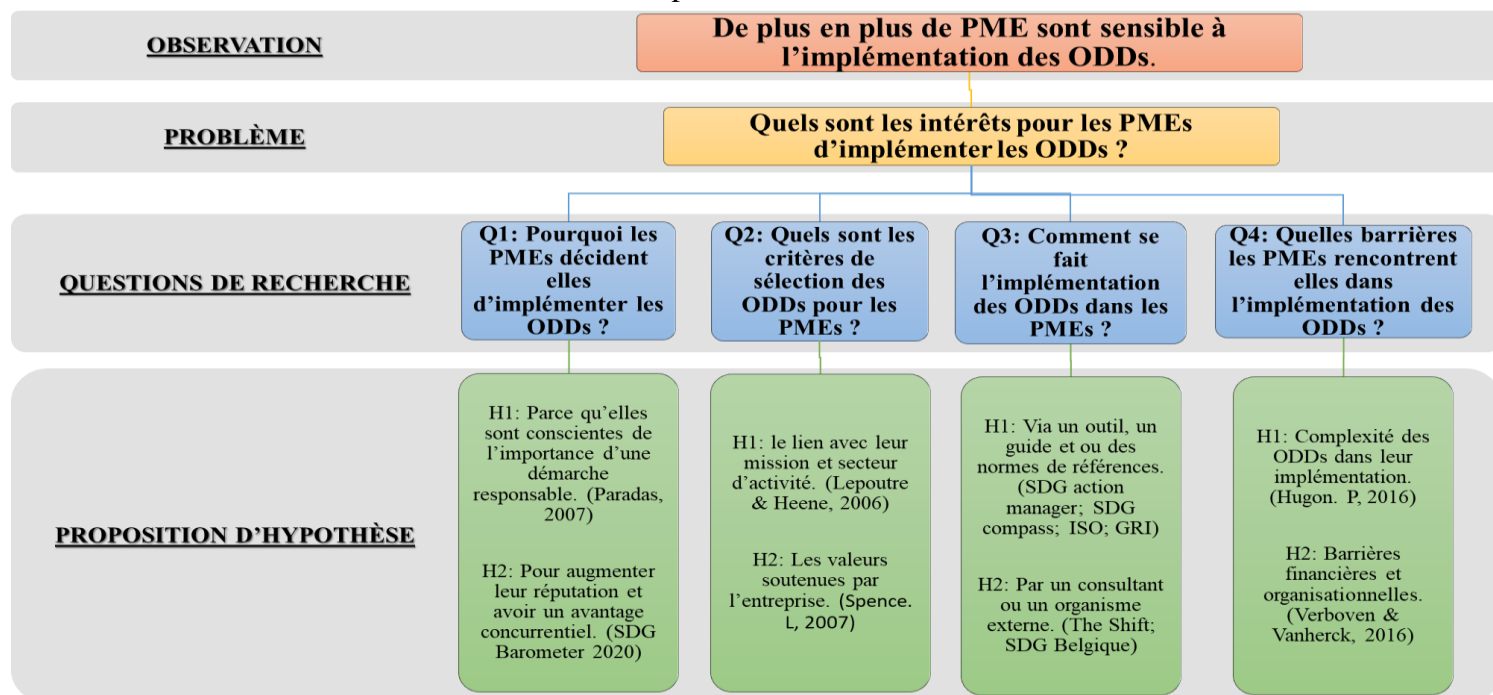 OBSERVATION
De plus en plus de PME sont sensible à
l’implémentation des ODDs.
PROBLÈME
Quels sont les intérêts pour les PMEs
d’implémenter les ODDs ?
QUESTIONS DE RECHERCHE
Q1: Pourquoi les
PMEs décident
elles
d’implémenter les
ODDs ?
Q2: Quels sont les
critères de
sélection des
ODDs pour les
PMEs ?
Q3: Comment se
fait
l’implémentation
des ODDs dans les
PMEs ?
Q4: Quelles barrières
les PMEs rencontrent
elles dans
l’implémentation des
ODDs ?
PROPOSITION D’HYPOTHÈSE
H1: Parce qu’elles
sont conscientes de
l’importance d’une
démarche
responsable. (Paradas,
2007)
H2: Pour augmenter
leur réputation et
avoir un avantage
concurrentiel. (SDG
Barometer 2020)
H1: le lien avec leur
mission et secteur
d’activité. (Lepoutre
& Heene, 2006)
H2: Les valeurs
soutenues par
l’entreprise. (Spence.
L, 2007)
H1: Via un outil, un
guide et ou des
normes de références.
(SDG action
manager; SDG
compass; ISO; GRI)
H2: Par un consultant
ou un organisme
externe. (The Shift;
SDG Belgique)
H1: Complexité des
ODDs dans leur
implémentation.
(Hugon. P, 2016)
H2: Barrières
financières et
organisationnelles.
(Verboven &
Vanherck, 2016)